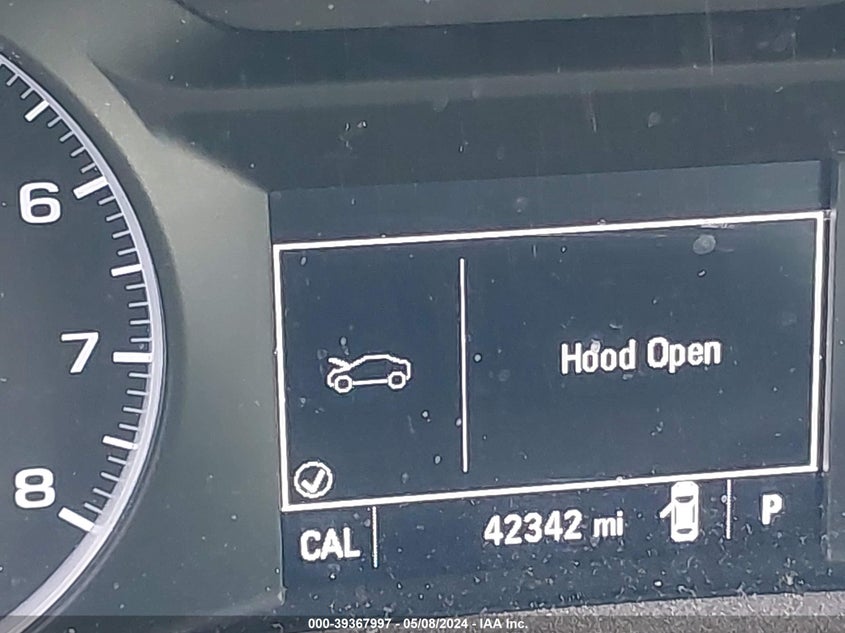 6
7
8
Hood Open
CAL
42342 mi
P
000-39367997 - 05/08/2024 - IAA Inc.